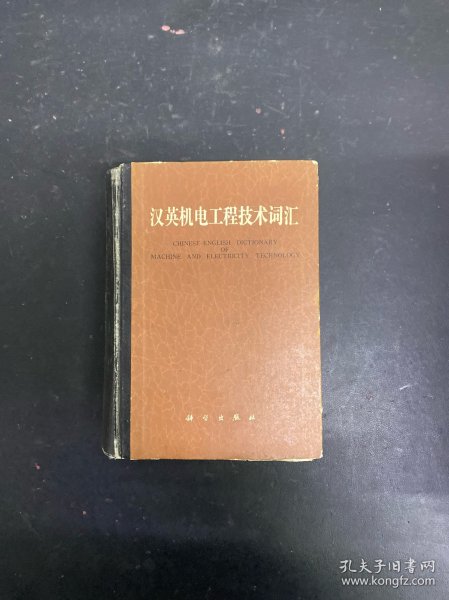 汉英机电工程技术词汇
CHINESE-ENGLISH DICTIONARY
OF
MACHINE AND ELECTRICITY TECHNOLOGY
科学出版社
孔夫子旧书网
www.kongfz.com